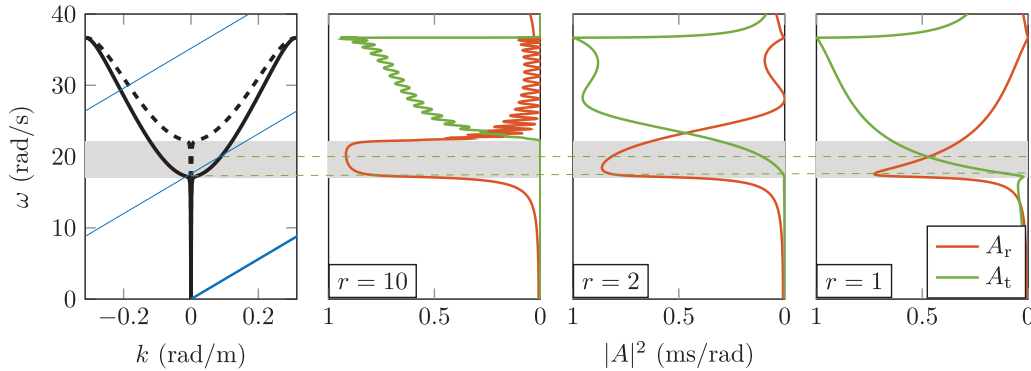 40
30
20
10
0
ω (rad/s)
−0.2 0 0.2
k (rad/m)
r = 10
1 0.5 0
r = 2
1 0.5 0
|A|² (ms/rad)
r = 1
A_r
A_t
1 0.5 0